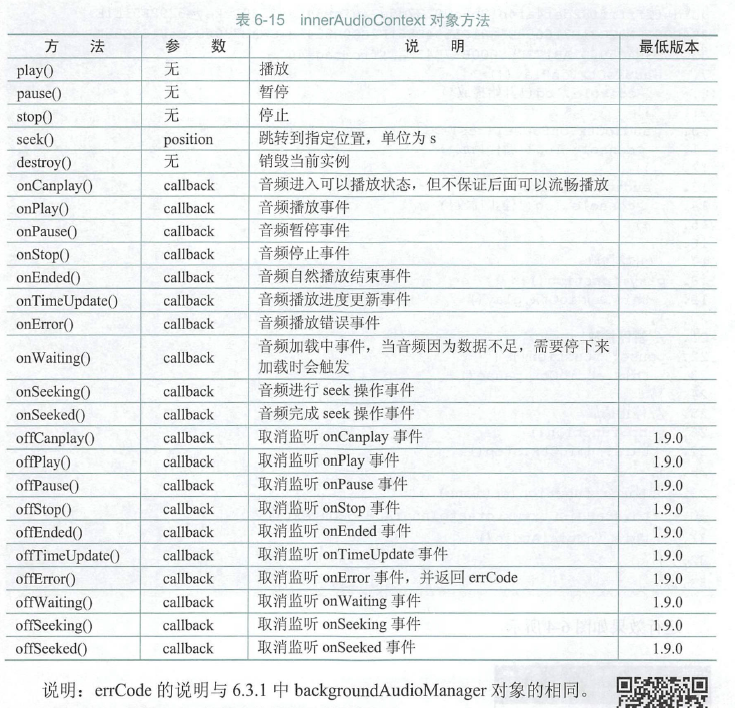 表 6-15 innerAudioContext 对象方法
方 法 参 数 说 明 最低版本
play() 无 播放
pause() 无 暂停
stop() 无 停止
seek() position 跳转到指定位置，单位为 s
destroy() 无 销毁当前实例
onCanplay() callback 音频进入可以播放状态，但不保证后面可以流畅播放
onPlay() callback 音频播放事件
onPause() callback 音频暂停事件
onStop() callback 音频停止事件
onEnded() callback 音频自然播放结束事件
onTimeUpdate() callback 音频播放进度更新事件
onError() callback 音频播放错误事件
onWaiting() callback 音频加载中事件，当音频因为数据不足，需要停下来
加载时会触发
onSeeking() callback 音频进行 seek 操作事件
onSeeked() callback 音频完成 seek 操作事件
offCanplay() callback 取消监听 onCanplay 事件 1.9.0
offPlay() callback 取消监听 onPlay 事件 1.9.0
offPause() callback 取消监听 onPause 事件 1.9.0
offStop() callback 取消监听 onStop 事件 1.9.0
offEnded() callback 取消监听 onEnded 事件 1.9.0
offTimeUpdate() callback 取消监听 onTimeUpdate 事件 1.9.0
offError() callback 取消监听 onError 事件，并返回 errCode 1.9.0
offWaiting() callback 取消监听 onWaiting 事件 1.9.0
offSeeking() callback 取消监听 onSeeking 事件 1.9.0
offSeeked() callback 取消监听 onSeeked 事件 1.9.0
说明：errCode 的说明与 6.3.1 中 backgroundAudioManager 对象的相同。